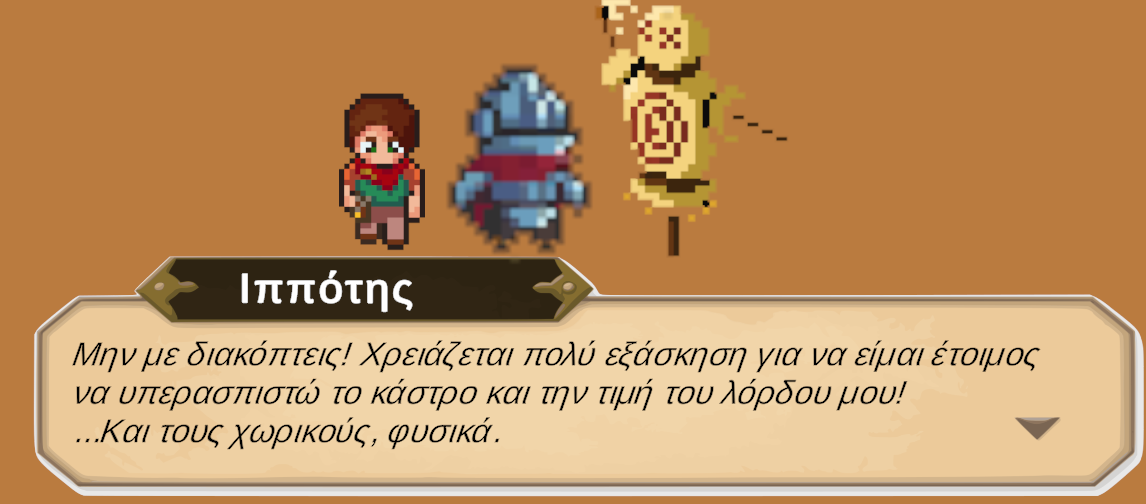 Ιππότης
Μην με διακόπτεις! Χρειάζεται πολύ εξάσκηση για να είμαι έτοιμος
να υπερασπιστώ το κάστρο και την τιμή του λόρδου μου!
...Και τους χωρικούς, φυσικά.